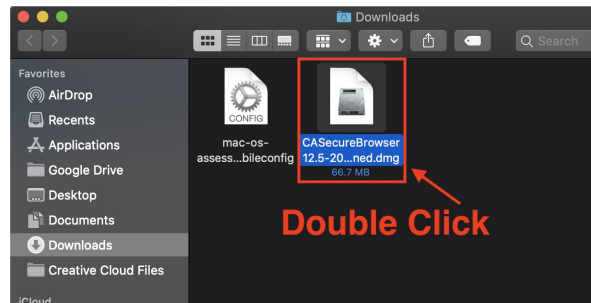 Downloads
Search
Favorites
AirDrop
Recents
Applications
Google Drive
Desktop
Documents
Downloads
Creative Cloud Files
iCloud
CONFIG
mac-os-
assess...bileconfig
CASecureBrowser
12.5-20...ned.dmg
66.7 MB
Double Click